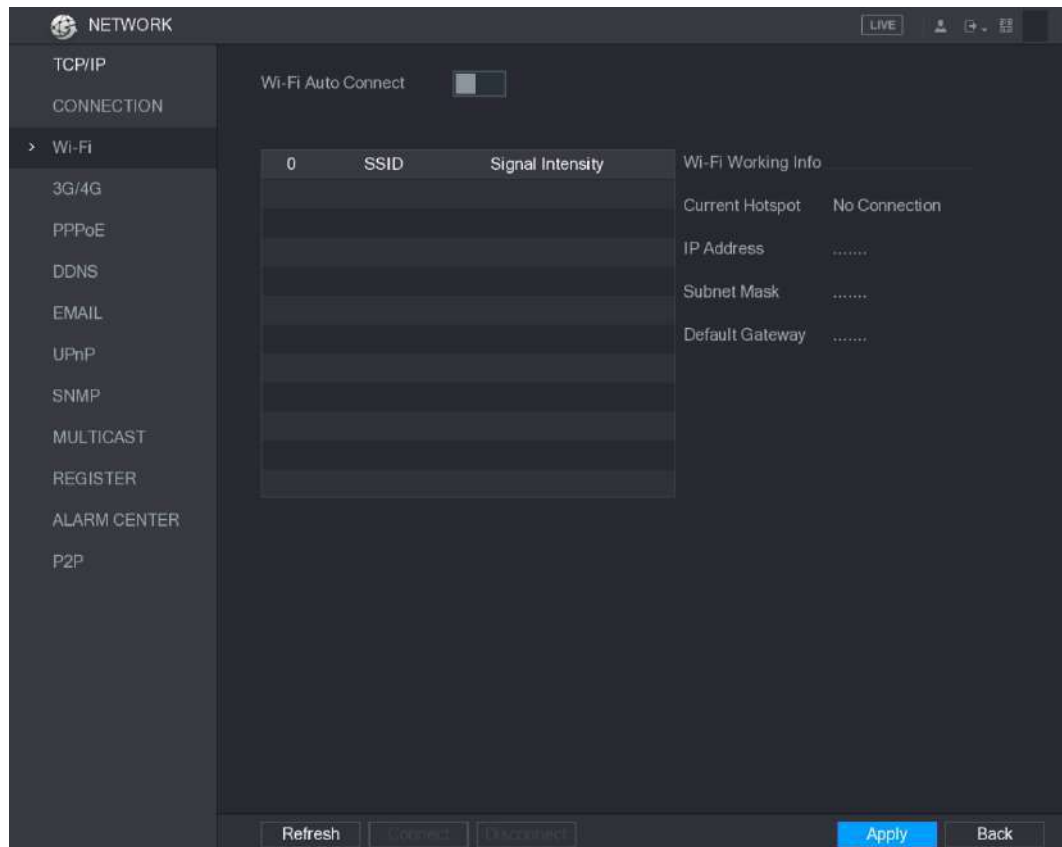 NETWORK
LIVE
TCP/IP
CONNECTION
> Wi-Fi
3G/4G
PPPoE
DDNS
EMAIL
UPnP
SNMP
MULTICAST
REGISTER
ALARM CENTER
P2P
Wi-Fi Auto Connect
0 SSID Signal Intensity
Wi-Fi Working Info
Current Hotspot No Connection
IP Address .......
Subnet Mask .......
Default Gateway .......
Refresh Connect Disconnect Apply Back